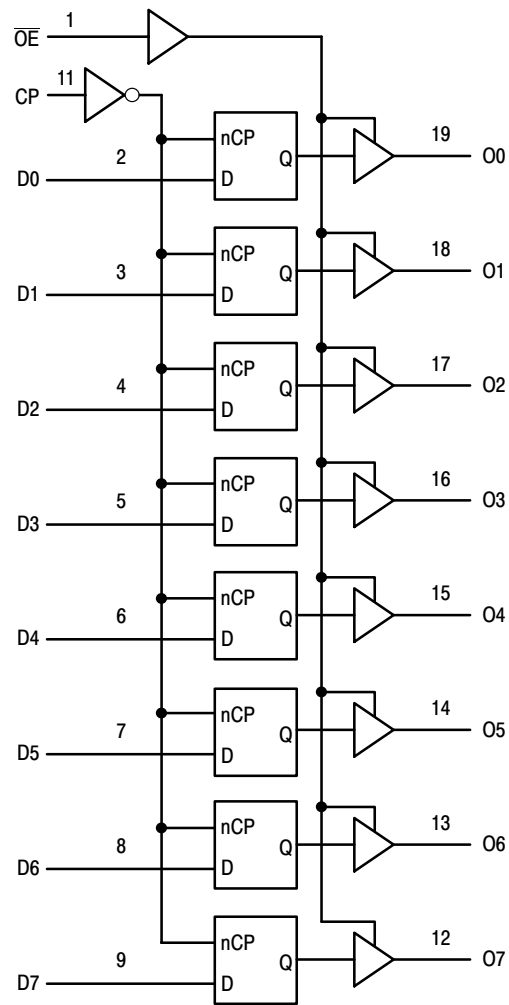 O̅E̅ 1
CP 11
nCP
D0 2 D Q 19 O0
nCP
D1 3 D Q 18 O1
nCP
D2 4 D Q 17 O2
nCP
D3 5 D Q 16 O3
nCP
D4 6 D Q 15 O4
nCP
D5 7 D Q 14 O5
nCP
D6 8 D Q 13 O6
nCP
D7 9 D Q 12 O7